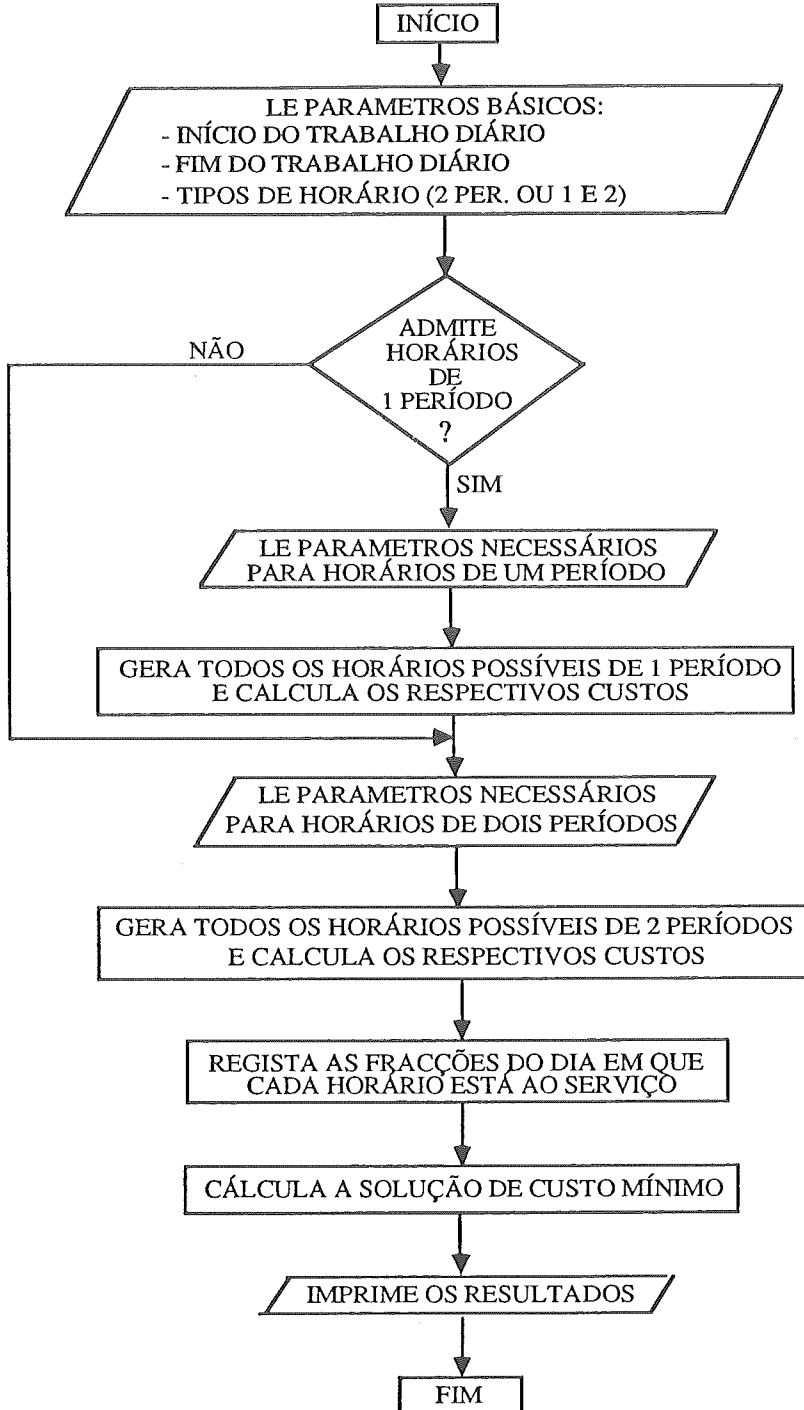 INÍCIO
LE PARAMETROS BÁSICOS:
- INÍCIO DO TRABALHO DIÁRIO
- FIM DO TRABALHO DIÁRIO
- TIPOS DE HORÁRIO (2 PER. OU 1 E 2)
NÃO
ADMITE
HORÁRIOS
DE
1 PERÍODO
?
SIM
LE PARAMETROS NECESSÁRIOS
PARA HORÁRIOS DE UM PERÍODO
GERA TODOS OS HORÁRIOS POSSÍVEIS DE 1 PERÍODO
E CALCULA OS RESPECTIVOS CUSTOS
LE PARAMETROS NECESSÁRIOS
PARA HORÁRIOS DE DOIS PERÍODOS
GERA TODOS OS HORÁRIOS POSSÍVEIS DE 2 PERÍODOS
E CALCULA OS RESPECTIVOS CUSTOS
REGISTA AS FRACÇÕES DO DIA EM QUE
CADA HORÁRIO ESTÁ AO SERVIÇO
CÁLCULA A SOLUÇÃO DE CUSTO MÍNIMO
IMPRIME OS RESULTADOS
FIM